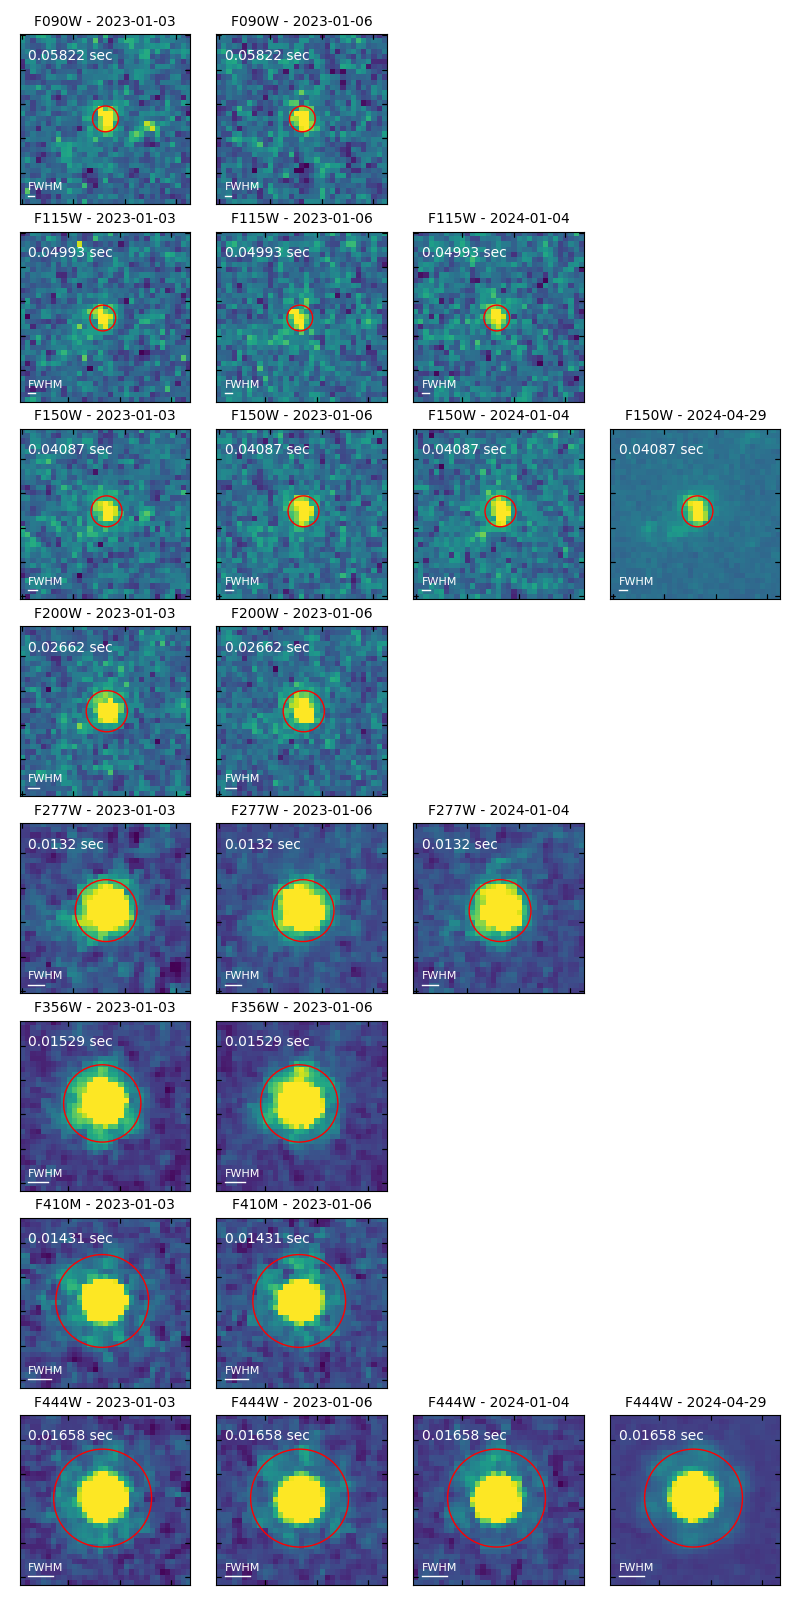 F090W - 2023-01-03
F090W - 2023-01-06
0.05822 sec
0.05822 sec
FWHM
FWHM
F115W - 2023-01-03
F115W - 2023-01-06
F115W - 2024-01-04
0.04993 sec
0.04993 sec
0.04993 sec
FWHM
FWHM
FWHM
F150W - 2023-01-03
F150W - 2023-01-06
F150W - 2024-01-04
F150W - 2024-04-29
0.04087 sec
0.04087 sec
0.04087 sec
0.04087 sec
FWHM
FWHM
FWHM
FWHM
F200W - 2023-01-03
F200W - 2023-01-06
0.02662 sec
0.02662 sec
FWHM
FWHM
F277W - 2023-01-03
F277W - 2023-01-06
F277W - 2024-01-04
0.0132 sec
0.0132 sec
0.0132 sec
FWHM
FWHM
FWHM
F356W - 2023-01-03
F356W - 2023-01-06
0.01529 sec
0.01529 sec
FWHM
FWHM
F410M - 2023-01-03
F410M - 2023-01-06
0.01431 sec
0.01431 sec
FWHM
FWHM
F444W - 2023-01-03
F444W - 2023-01-06
F444W - 2024-01-04
F444W - 2024-04-29
0.01658 sec
0.01658 sec
0.01658 sec
0.01658 sec
FWHM
FWHM
FWHM
FWHM